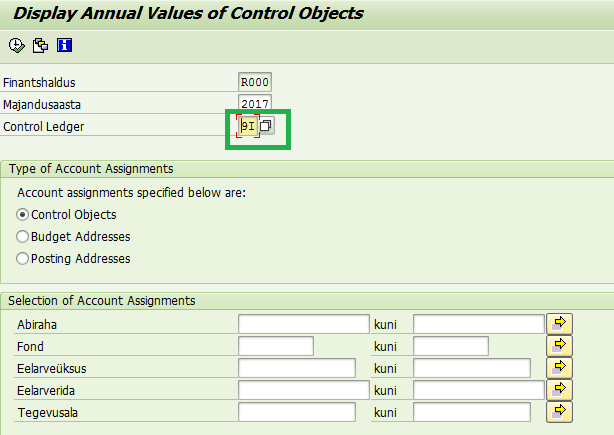 Display Annual Values of Control Objects
Finantshaldus R000
Majandusaasta 2017
Control Ledger 9I
Type of Account Assignments
Account assignments specified below are:
Control Objects
Budget Addresses
Posting Addresses
Selection of Account Assignments
Abiraha kuni
Fond kuni
Eelarveüksus kuni
Eelarverida kuni
Tegevusala kuni